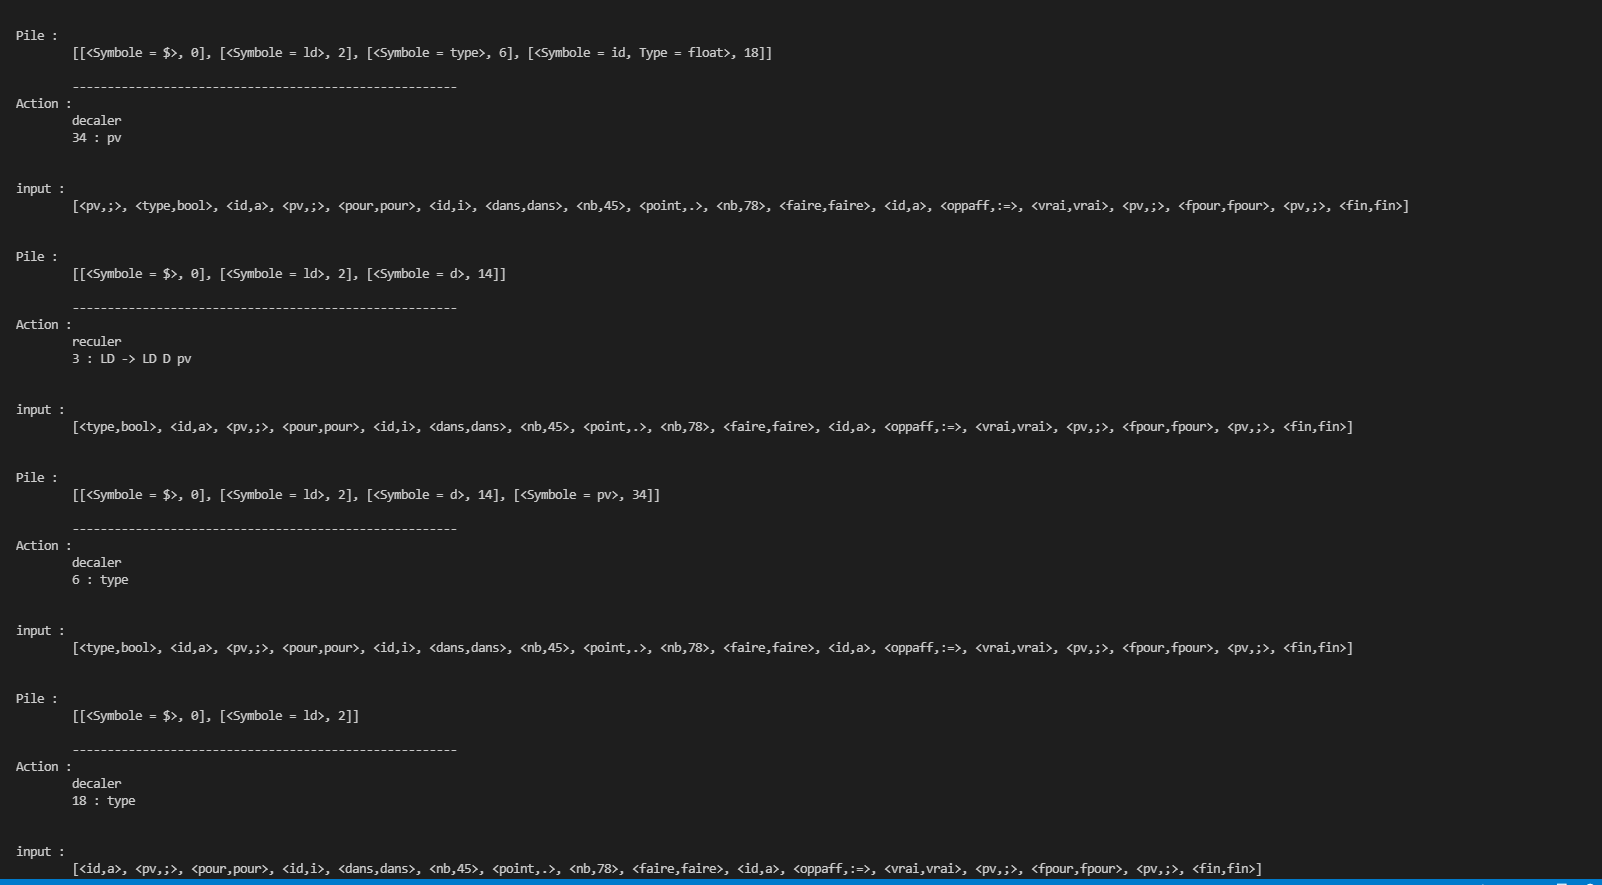 Pile :
[[<Symbole = $>, 0], [<Symbole = ld>, 2], [<Symbole = type>, 6], [<Symbole = id, Type = float>, 18]]
-------------------------------------------------------
Action :
decaler
34 : pv
input :
[<pv,;>, <type,bool>, <id,a>, <pv,;>, <pour,pour>, <id,i>, <dans,dans>, <nb,45>, <point,.>, <nb,78>, <faire,faire>, <id,a>, <oppaff,:=>, <vrai,vrai>, <pv,;>, <fpour,fpour>, <pv,;>, <fin,fin>]
Pile :
[[<Symbole = $>, 0], [<Symbole = ld>, 2], [<Symbole = d>, 14]]
-------------------------------------------------------
Action :
reculer
3 : LD -> LD D pv
input :
[<type,bool>, <id,a>, <pv,;>, <pour,pour>, <id,i>, <dans,dans>, <nb,45>, <point,.>, <nb,78>, <faire,faire>, <id,a>, <oppaff,:=>, <vrai,vrai>, <pv,;>, <fpour,fpour>, <pv,;>, <fin,fin>]
Pile :
[[<Symbole = $>, 0], [<Symbole = ld>, 2], [<Symbole = d>, 14], [<Symbole = pv>, 34]]
-------------------------------------------------------
Action :
decaler
6 : type
input :
[<type,bool>, <id,a>, <pv,;>, <pour,pour>, <id,i>, <dans,dans>, <nb,45>, <point,.>, <nb,78>, <faire,faire>, <id,a>, <oppaff,:=>, <vrai,vrai>, <pv,;>, <fpour,fpour>, <pv,;>, <fin,fin>]
Pile :
[[<Symbole = $>, 0], [<Symbole = ld>, 2]]
-------------------------------------------------------
Action :
decaler
18 : type
input :
[<id,a>, <pv,;>, <pour,pour>, <id,i>, <dans,dans>, <nb,45>, <point,.>, <nb,78>, <faire,faire>, <id,a>, <oppaff,:=>, <vrai,vrai>, <pv,;>, <fpour,fpour>, <pv,;>, <fin,fin>]